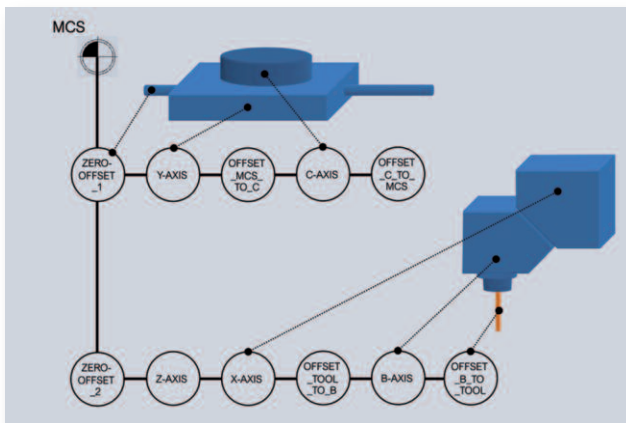 MCS
ZERO-
OFFSET
_1
Y-AXIS
OFFSET
_MCS_
TO_C
C-AXIS
OFFSET
_C_TO_
MCS
ZERO-
OFFSET
_2
Z-AXIS
X-AXIS
OFFSET
_TOOL
_TO_B
B-AXIS
OFFSET
_B_TO
_TOOL